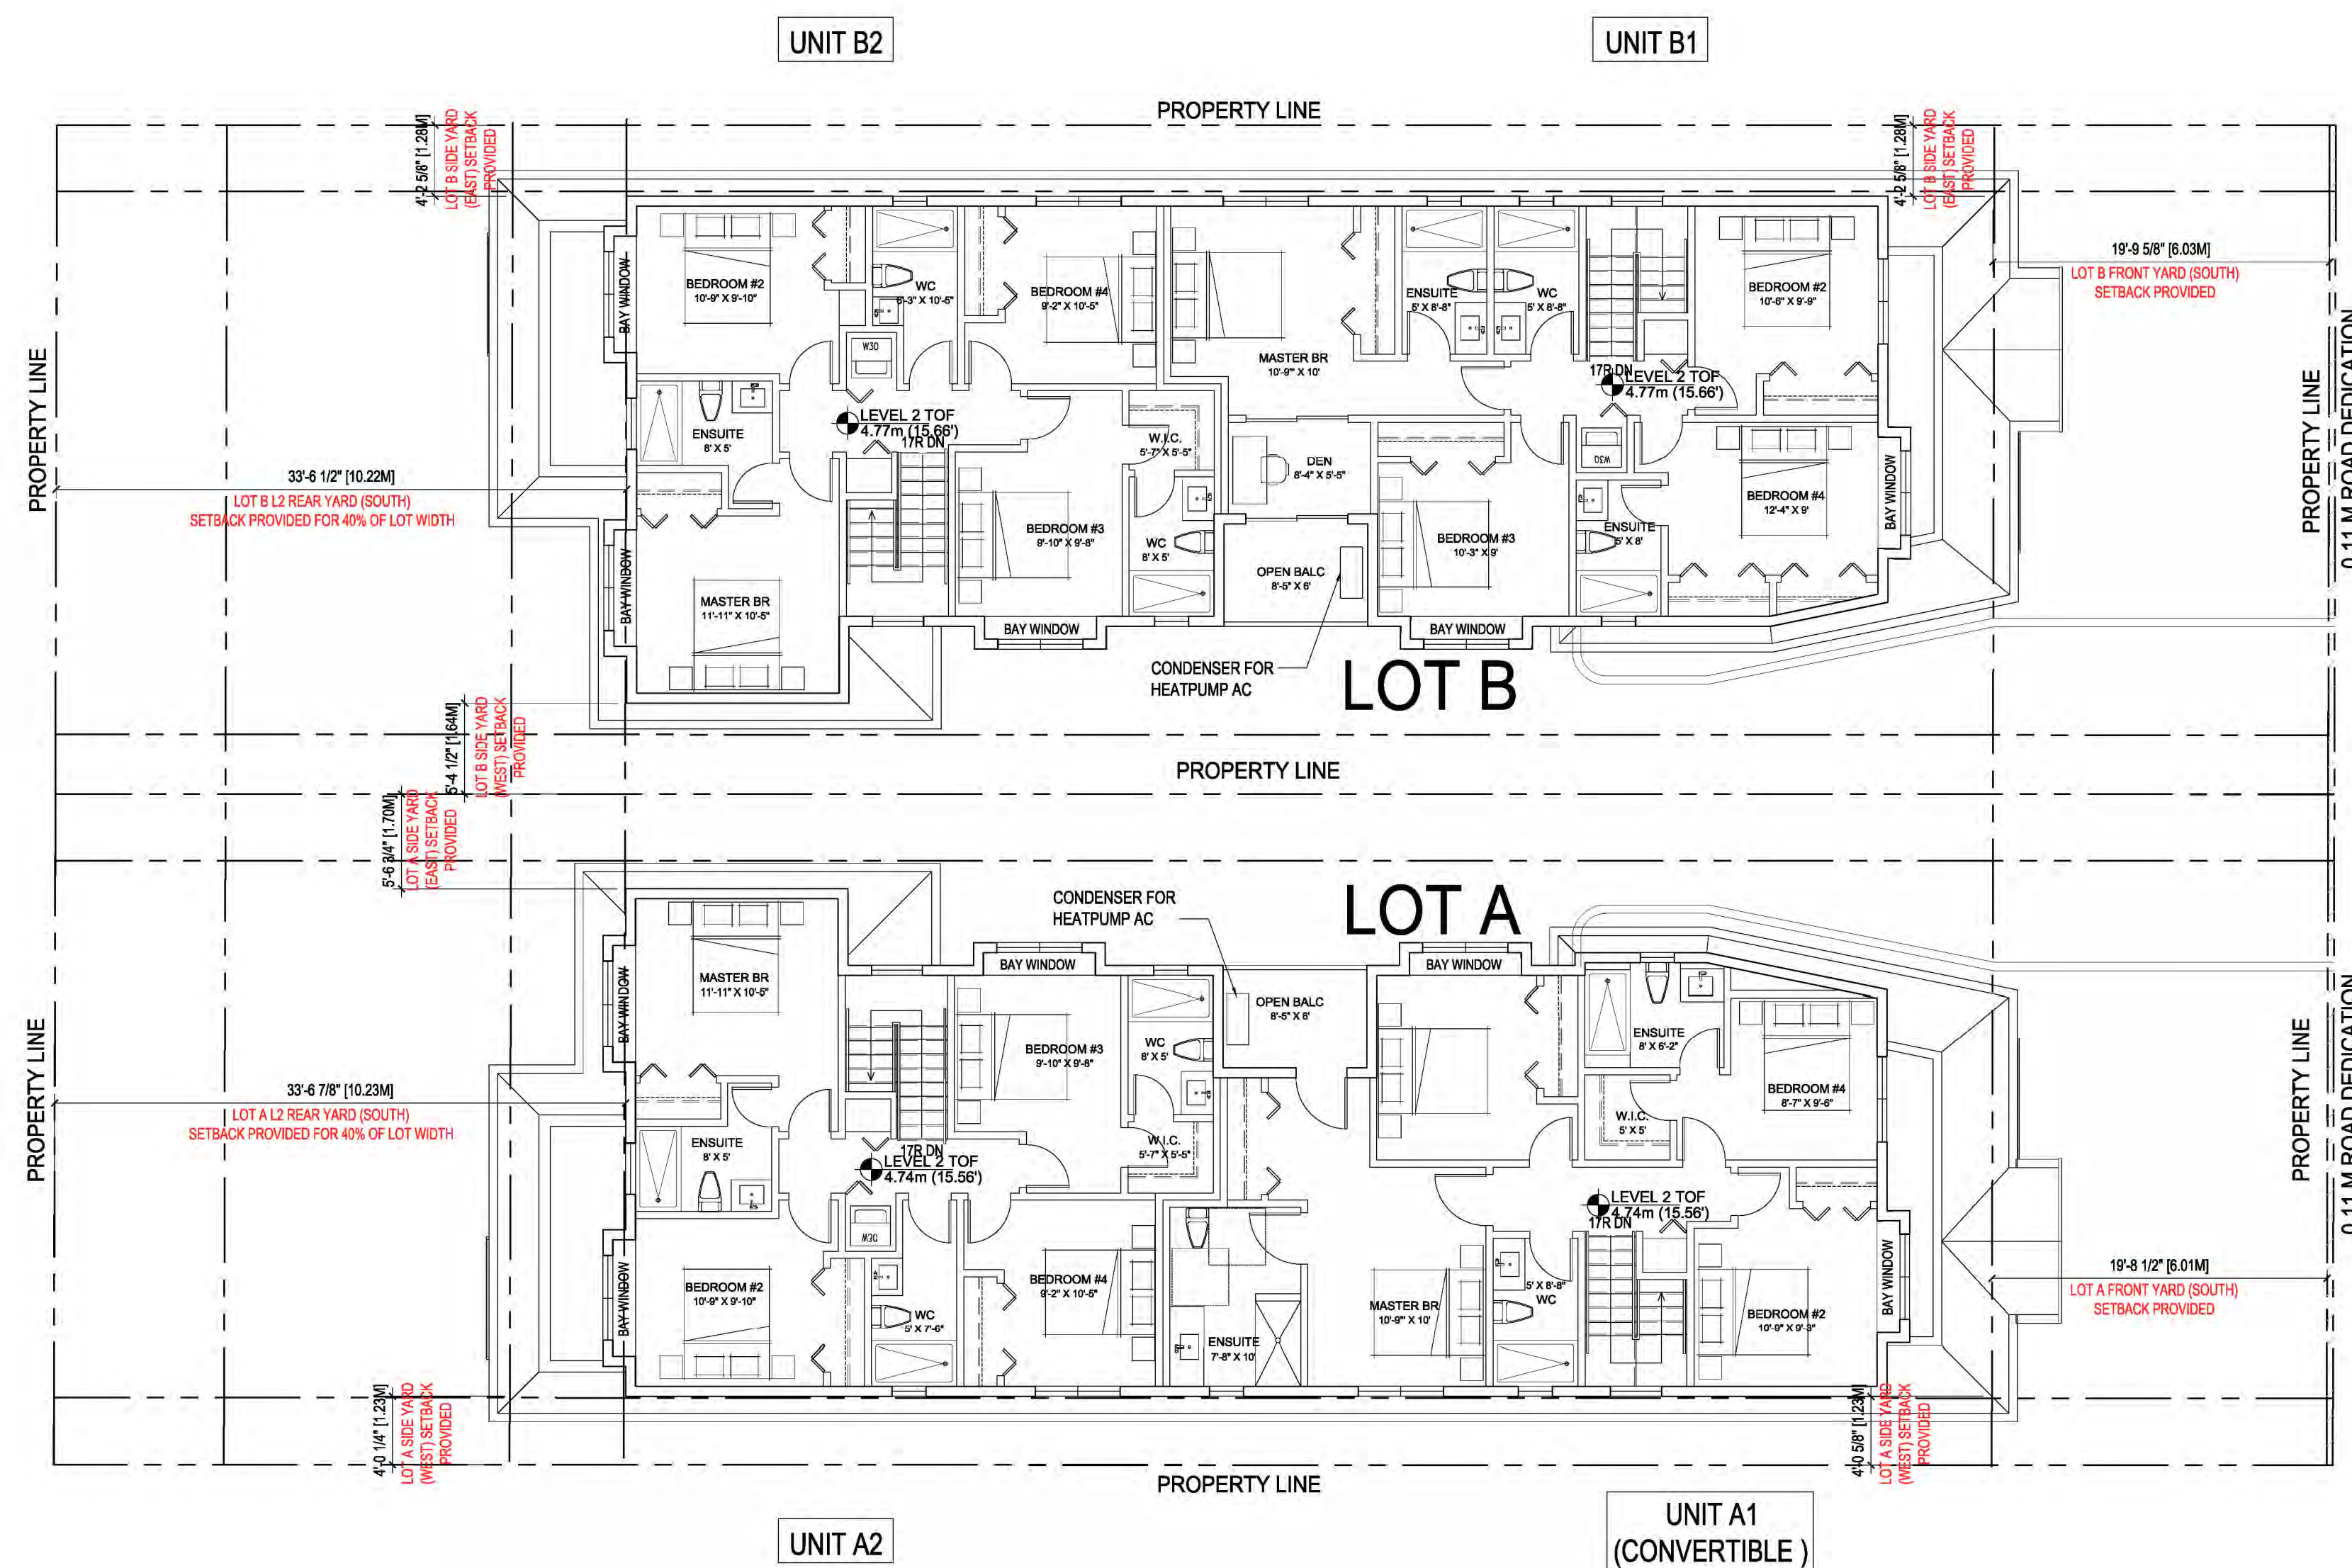 UNIT B2
UNIT B1
PROPERTY LINE
4'-2 5/8" [1.28M]
LOT B SIDE YARD
(EAST) SETBACK
PROVIDED
4'-2 5/8" [1.28M]
LOT B SIDE YARD
(EAST) SETBACK
PROVIDED
19'-9 5/8" [6.03M]
LOT B FRONT YARD (SOUTH)
SETBACK PROVIDED
BAY WINDOW
BEDROOM #2
10'-9" X 9'-10"
WC
6'-3" X 10'-5"
BEDROOM #4
9'-2" X 10'-5"
W30
MASTER BR
10'-9" X 10'
ENSUITE
5' X 8'-8"
WC
5' X 8'-8"
BEDROOM #2
10'-6" X 9'-9"
17R DN
LEVEL 2 TOF
4.77m (15.66')
PROPERTY LINE
ENSUITE
8' X 5'
LEVEL 2 TOF
4.77m (15.66')
17R DN
W.I.C.
5'-7" X 5'-5"
DEN
8'-4" X 5'-5"
W30
PROPERTY LINE
0.11 M ROAD DEDICATION
33'-6 1/2" [10.22M]
LOT B L2 REAR YARD (SOUTH)
SETBACK PROVIDED FOR 40% OF LOT WIDTH
BEDROOM #3
9'-10" X 9'-8"
WC
8' X 5'
BEDROOM #3
10'-3" X 9'
ENSUITE
5' X 8'
BEDROOM #4
12'-4" X 9'
BAY WINDOW
BAY WINDOW
MASTER BR
11'-11" X 10'-5"
OPEN BALC
8'-5" X 6'
BAY WINDOW
BAY WINDOW
CONDENSER FOR
HEATPUMP AC
LOT B
5'-4 1/2" [1.64M]
LOT B SIDE YARD
(WEST) SETBACK
PROVIDED
PROPERTY LINE
5'-6 3/4" [1.70M]
LOT A SIDE YARD
(EAST) SETBACK
PROVIDED
CONDENSER FOR
HEATPUMP AC
LOT A
BAY WINDOW
MASTER BR
11'-11" X 10'-5"
BAY WINDOW
BAY WINDOW
OPEN BALC
8'-5" X 6'
BEDROOM #3
9'-10" X 9'-8"
WC
8' X 5'
ENSUITE
8' X 6'-2"
BEDROOM #4
8'-7" X 9'-6"
W.I.C.
5' X 5'
PROPERTY LINE
33'-6 7/8" [10.23M]
LOT A L2 REAR YARD (SOUTH)
SETBACK PROVIDED FOR 40% OF LOT WIDTH
ENSUITE
8' X 5'
17R DN
LEVEL 2 TOF
4.74m (15.56')
W.I.C.
5'-7" X 5'-5"
LEVEL 2 TOF
4.74m (15.56')
17R DN
PROPERTY LINE
0.11 M ROAD DEDICATION
W30
BAY WINDOW
BEDROOM #2
10'-9" X 9'-10"
WC
5' X 7'-6"
BEDROOM #4
9'-2" X 10'-5"
ENSUITE
7'-8" X 10'
MASTER BR
10'-9" X 10'
5' X 8'-8"
WC
BEDROOM #2
10'-9" X 9'-3"
BAY WINDOW
19'-8 1/2" [6.01M]
LOT A FRONT YARD (SOUTH)
SETBACK PROVIDED
4'-0 1/4" [1.23M]
LOT A SIDE YARD
(WEST) SETBACK
PROVIDED
4'-0 5/8" [1.23M]
LOT A SIDE YARD
(WEST) SETBACK
PROVIDED
PROPERTY LINE
UNIT A2
UNIT A1
(CONVERTIBLE )